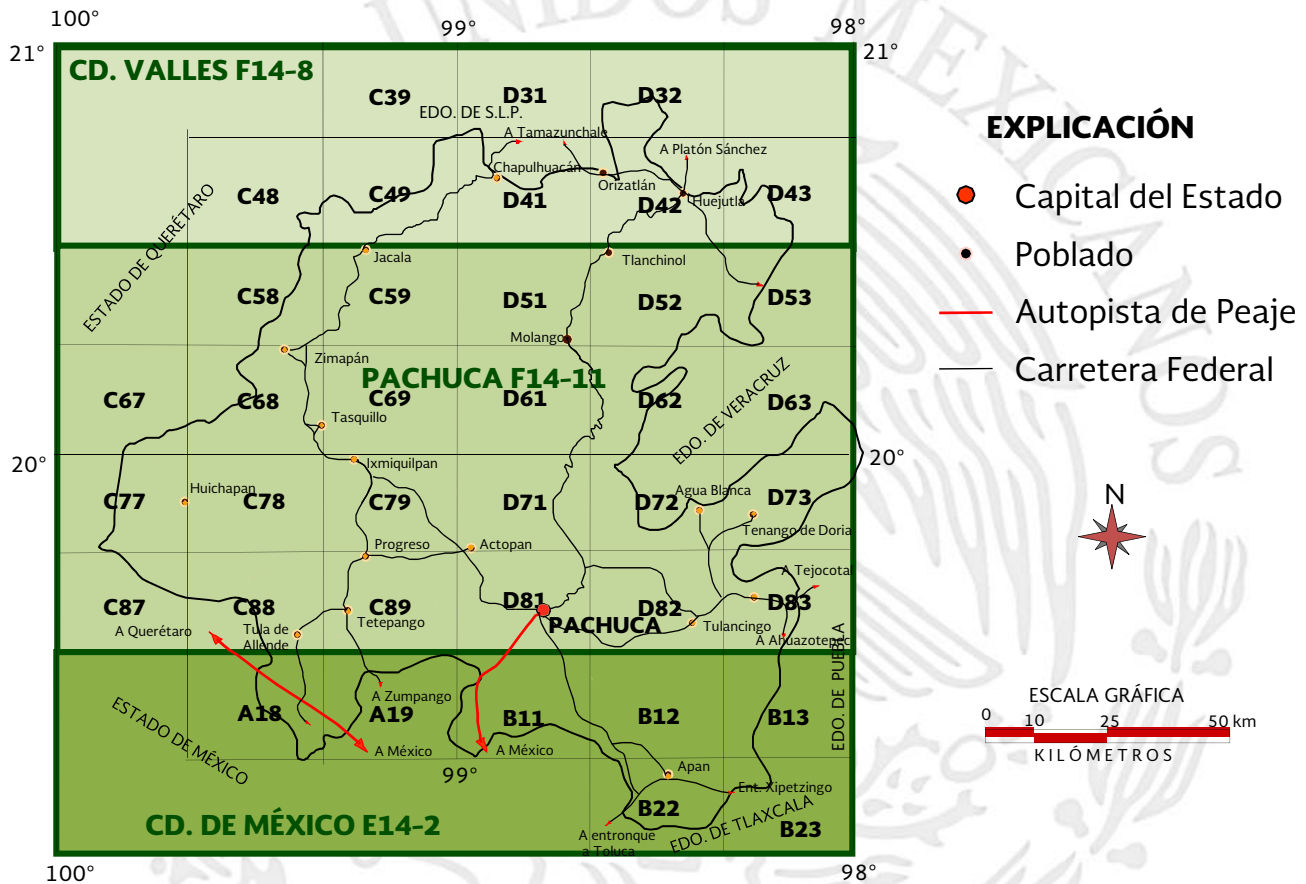 UNIDOS MEXICANOS
100°
99°
98°
21°
21°
CD. VALLES F14-8
C39
D31
D32
EDO. DE S.L.P.
A Tamazunchale
A Platón Sánchez
Chapulhuacán
Orizatlán
C48
C49
D41
D42
Huejutla
D43
ESTADO DE QUERÉTARO
Jacala
Tlanchinol
C58
C59
D51
D52
D53
Molango
Zimapán
PACHUCA F14-11
C67
C68
C69
D61
D62
D63
Tasquillo
EDO. DE VERACRUZ
20°
20°
Ixmiquilpan
Huichapan
Agua Blanca
C77
C78
C79
D71
D72
D73
Tenango de Doria
Progreso
Actopan
A Tejocotal
C87
C88
C89
D81
D82
D83
A Querétaro
Tula de
Allende
Tetepango
PACHUCA
Tulancingo
A Ahuazotepec
EDO. DE PUEBLA
A Zumpango
ESTADO DE MÉXICO
A18
A19
B11
B12
B13
A México
A México
99°
Apan
Ent. Xipetzingo
B22
CD. DE MÉXICO E14-2
A entronque
a Toluca
EDO. DE TLAXCALA
B23
100°
98°
EXPLICACIÓN
Capital del Estado
Poblado
Autopista de Peaje
Carretera Federal
N
ESCALA GRÁFICA
0 10 25 50 km
KILÓMETROS